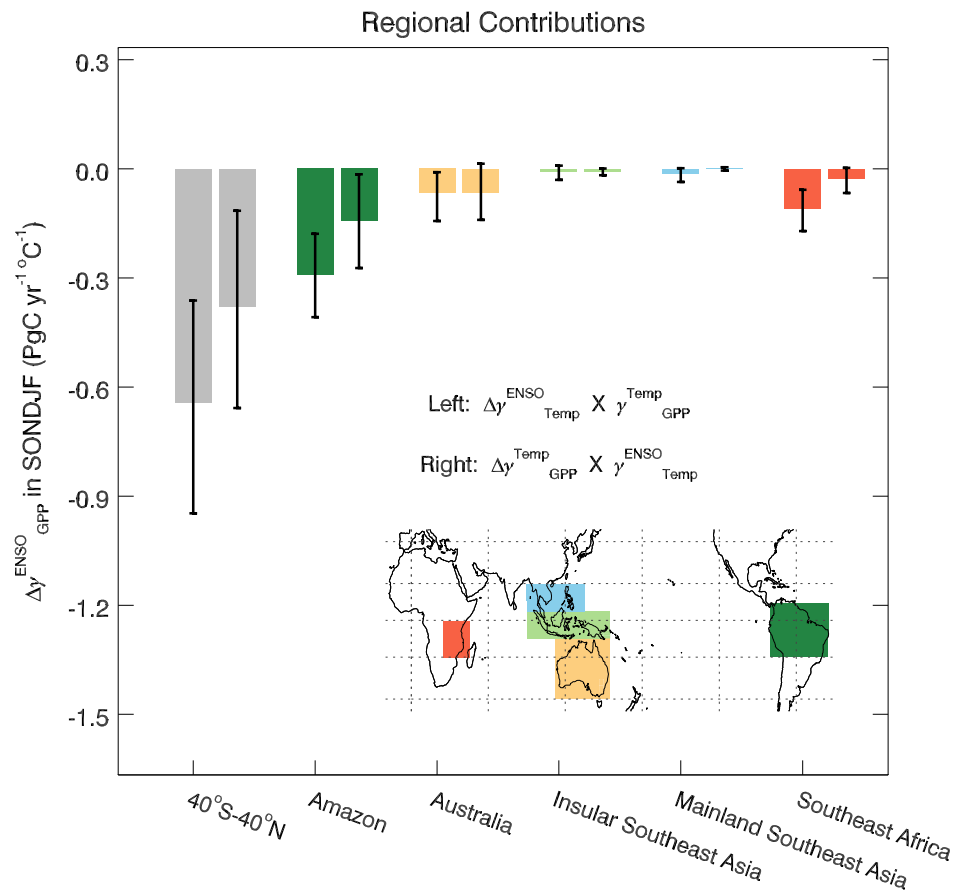 Regional Contributions
0.3
0.0
-0.3
-0.6
-0.9
-1.2
-1.5
Δγ^ENSO_GPP in SONDJF (PgC yr^-1 °C^-1)
Left: Δγ^ENSO_Temp X γ^Temp_GPP
Right: Δγ^Temp_GPP X γ^ENSO_Temp
40°S-40°N
Amazon
Australia
Insular Southeast Asia
Mainland Southeast Asia
Southeast Africa